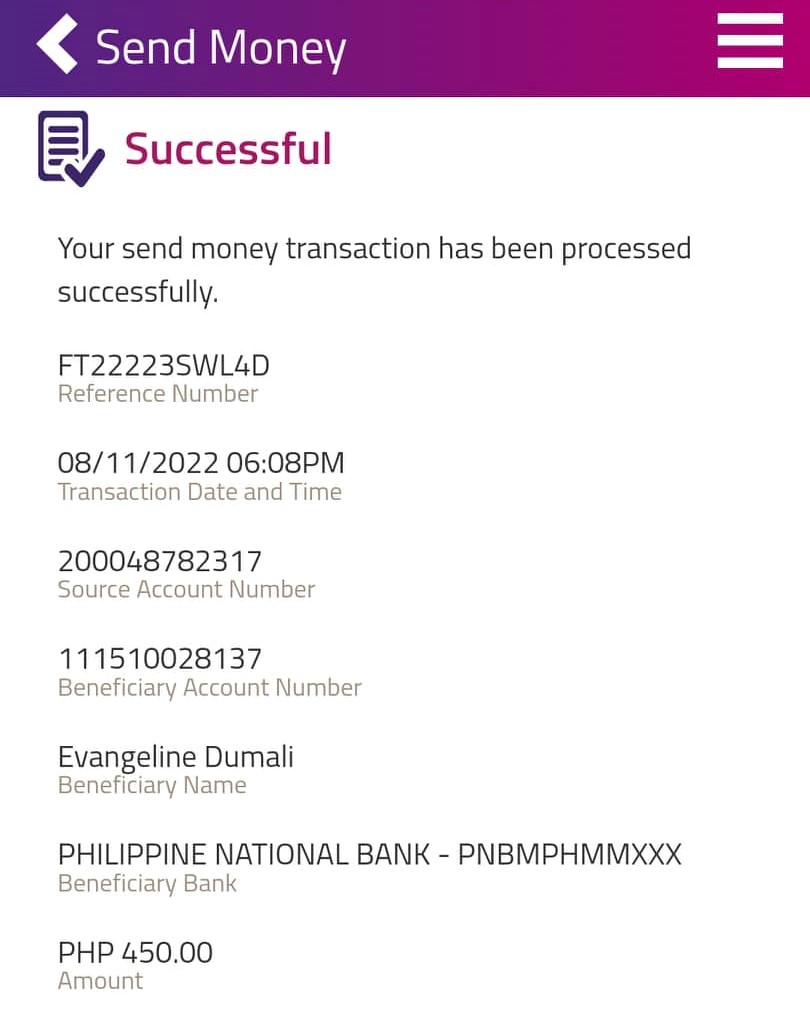 Send Money
Successful
Your send money transaction has been processed
successfully.
FT22223SWL4D
Reference Number
08/11/2022 06:08PM
Transaction Date and Time
200048782317
Source Account Number
111510028137
Beneficiary Account Number
Evangeline Dumali
Beneficiary Name
PHILIPPINE NATIONAL BANK - PNBMPHMMXXX
Beneficiary Bank
PHP 450.00
Amount